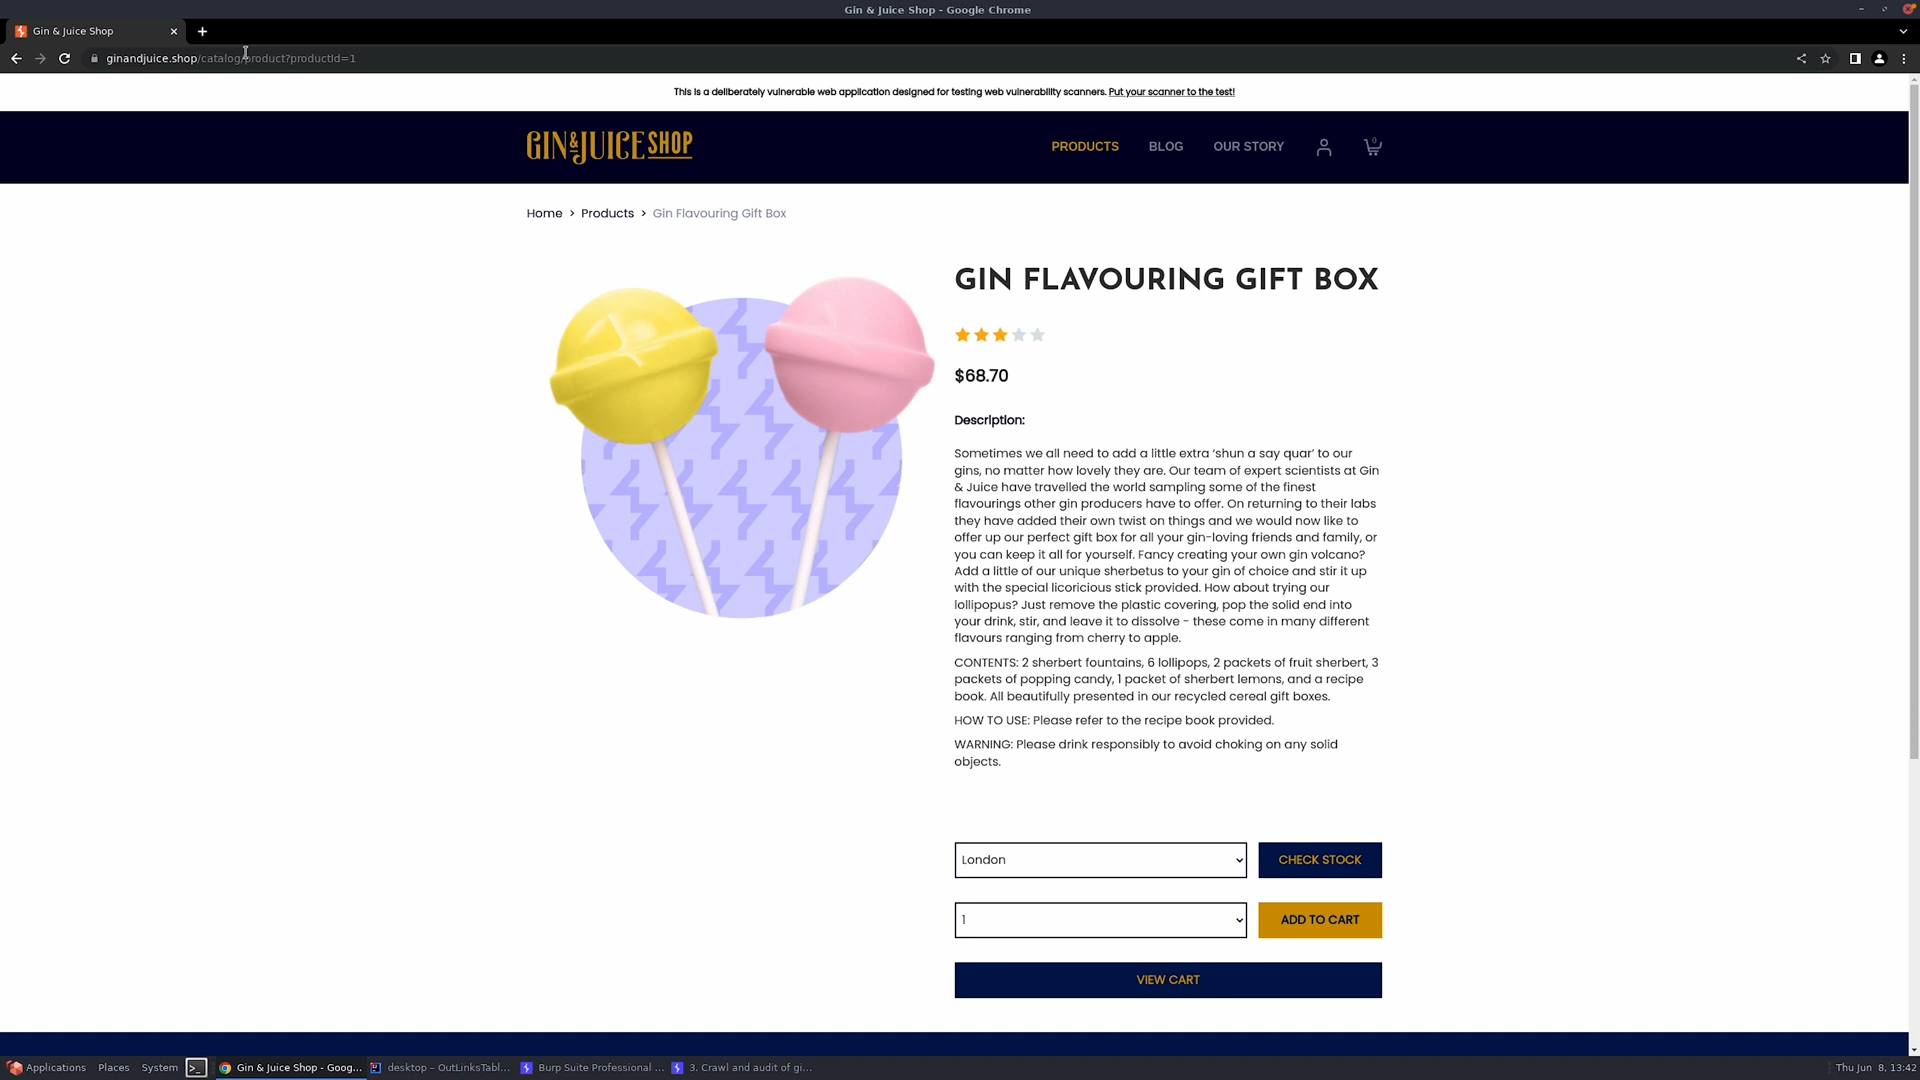 Gin & Juice Shop - Google Chrome
Gin & Juice Shop
ginandjuice.shop/catalog/product?productId=1
This is a deliberately vulnerable web application designed for testing web vulnerability scanners. Put your scanner to the test!
GIN&JUICE SHOP
PRODUCTS
BLOG
OUR STORY
0
Home > Products > Gin Flavouring Gift Box
GIN FLAVOURING GIFT BOX
$68.70
Description:
Sometimes we all need to add a little extra ‘shun a say quar’ to our
gins, no matter how lovely they are. Our team of expert scientists at Gin
& Juice have travelled the world sampling some of the finest
flavourings other gin producers have to offer. On returning to their labs
they have added their own twist on things and we would now like to
offer up our perfect gift box for all your gin-loving friends and family, or
you can keep it all for yourself. Fancy creating your own gin volcano?
Add a little of our unique sherbetus to your gin of choice and stir it up
with the special licoricious stick provided. How about trying our
lollipopus? Just remove the plastic covering, pop the solid end into
your drink, stir, and leave it to dissolve - these come in many different
flavours ranging from cherry to apple.
CONTENTS: 2 sherbert fountains, 6 lollipops, 2 packets of fruit sherbert, 3
packets of popping candy, 1 packet of sherbert lemons, and a recipe
book. All beautifully presented in our recycled cereal gift boxes.
HOW TO USE: Please refer to the recipe book provided.
WARNING: Please drink responsibly to avoid choking on any solid
objects.
London
CHECK STOCK
1
ADD TO CART
VIEW CART
Applications
Places
System
Gin & Juice Shop - Goog...
desktop – OutLinksTabl...
Burp Suite Professional ...
3. Crawl and audit of gi...
Thu Jun 8, 13:42